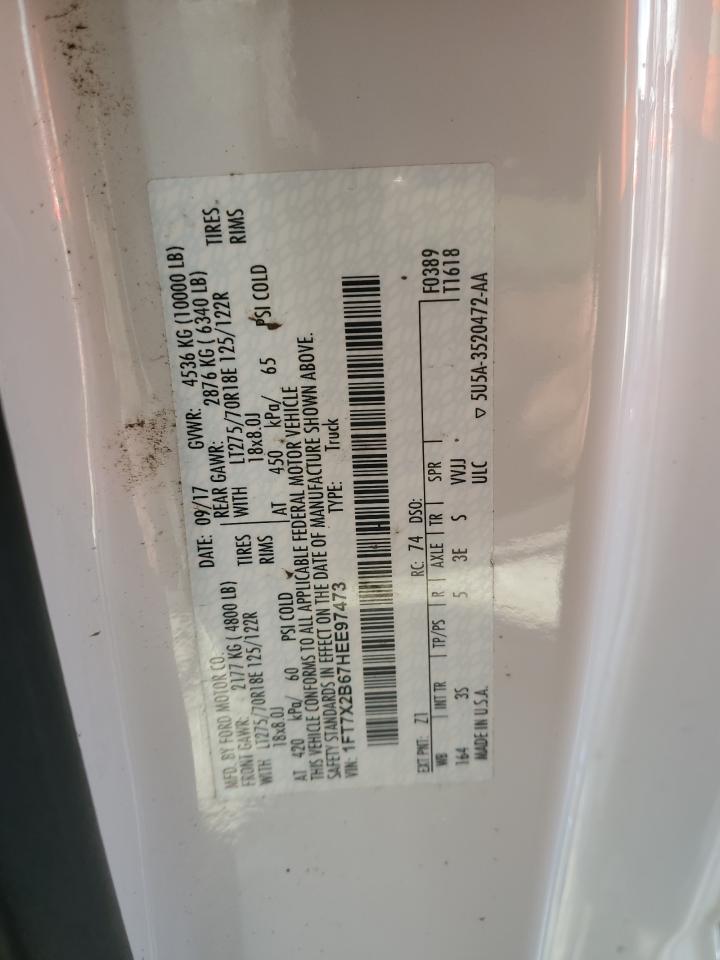 MFD. BY FORD MOTOR CO.
DATE: 09/17 GVWR: 4536 KG (10000 LB)
FRONT GAWR: 2177 KG ( 4800 LB) REAR GAWR: 2876 KG ( 6340 LB)
WITH LT275/70R18E 125/122R TIRES WITH LT275/70R18E 125/122R TIRES
18x8.0J RIMS 18x8.0J RIMS
AT 420 kPa/ 60 PSI COLD AT 450 kPa/ 65 PSI COLD
THIS VEHICLE CONFORMS TO ALL APPLICABLE FEDERAL MOTOR VEHICLE
SAFETY STANDARDS IN EFFECT ON THE DATE OF MANUFACTURE SHOWN ABOVE.
VIN: 1FT7X2B67HEE97473 TYPE: Truck
EXT PNT: Z1 RC: 74 DSO: F0389
WB INT TR TP/PS R AXLE TR SPR T1618
164 3S 5 3E S VVJJ
MADE IN U.S.A. ULC ▽ 5U5A-3520472-AA